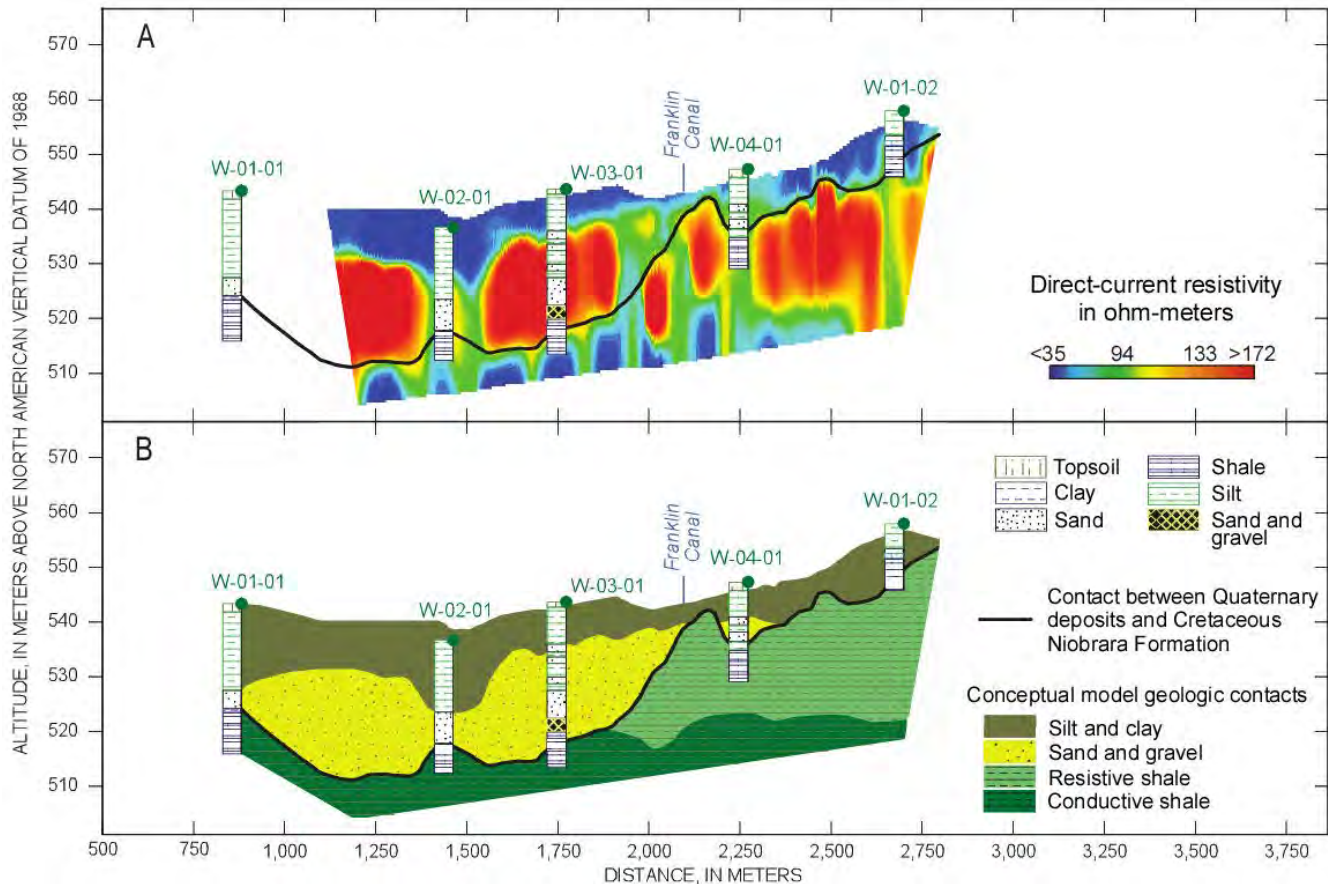 ALTITUDE, IN METERS ABOVE NORTH AMERICAN VERTICAL DATUM OF 1988
A
570
560
550
540
530
520
510
W-01-01
W-02-01
W-03-01
Franklin
Canal
W-04-01
W-01-02
Direct-current resistivity
in ohm-meters
<35 94 133 >172
B
570
560
550
540
530
520
510
W-01-01
W-02-01
W-03-01
Franklin
Canal
W-04-01
W-01-02
Topsoil
Clay
Sand
Shale
Silt
Sand and
gravel
Contact between Quaternary
deposits and Cretaceous
Niobrara Formation
Conceptual model geologic contacts
Silt and clay
Sand and gravel
Resistive shale
Conductive shale
500 750 1,000 1,250 1,500 1,750 2,000 2,250 2,500 2,750 3,000 3,250 3,500 3,750
DISTANCE, IN METERS